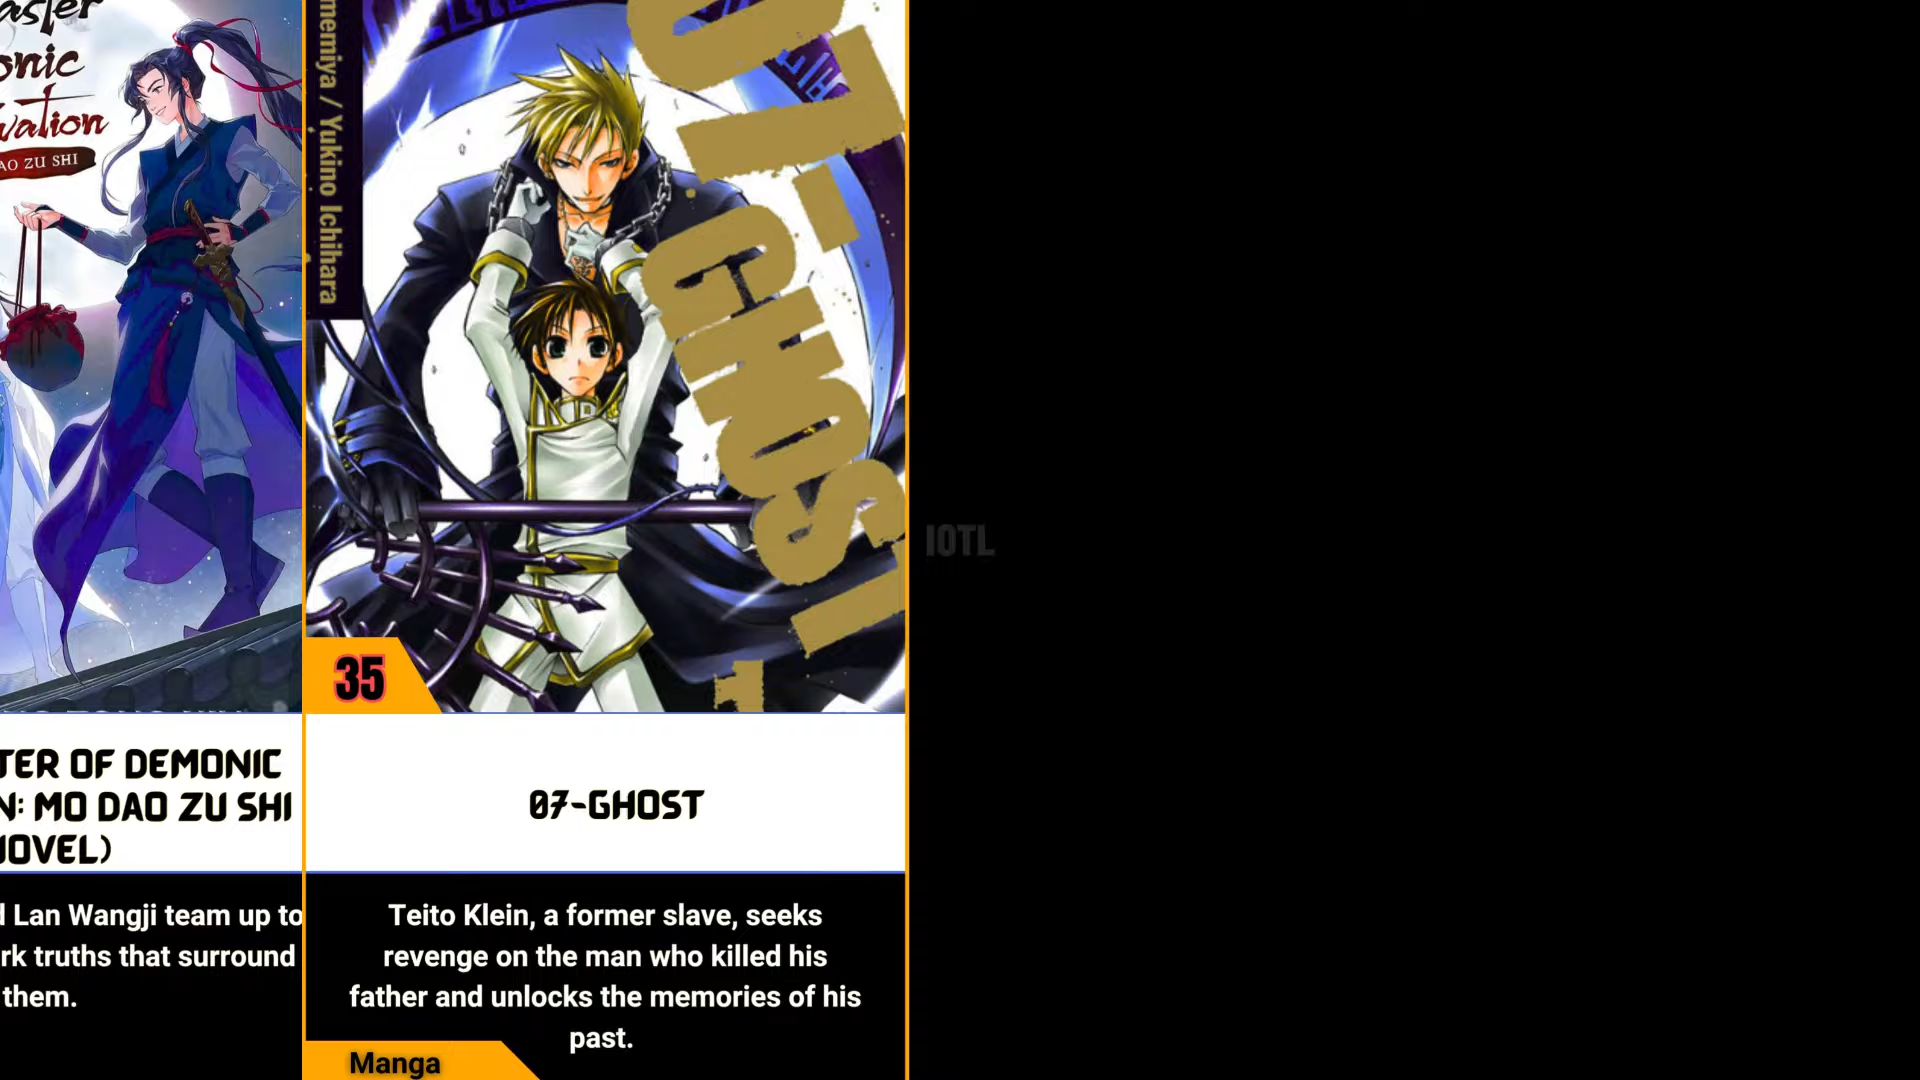 onic
vation
AO ZU SHI
TER OF DEMONIC
N: MO DAO ZU SHI
NOVEL)
d Lan Wangji team up to
rk truths that surround
them.
memiya / Yukino Ichihara
07-GHOST
35
07-GHOST
Teito Klein, a former slave, seeks
revenge on the man who killed his
father and unlocks the memories of his
past.
Manga
IOTL